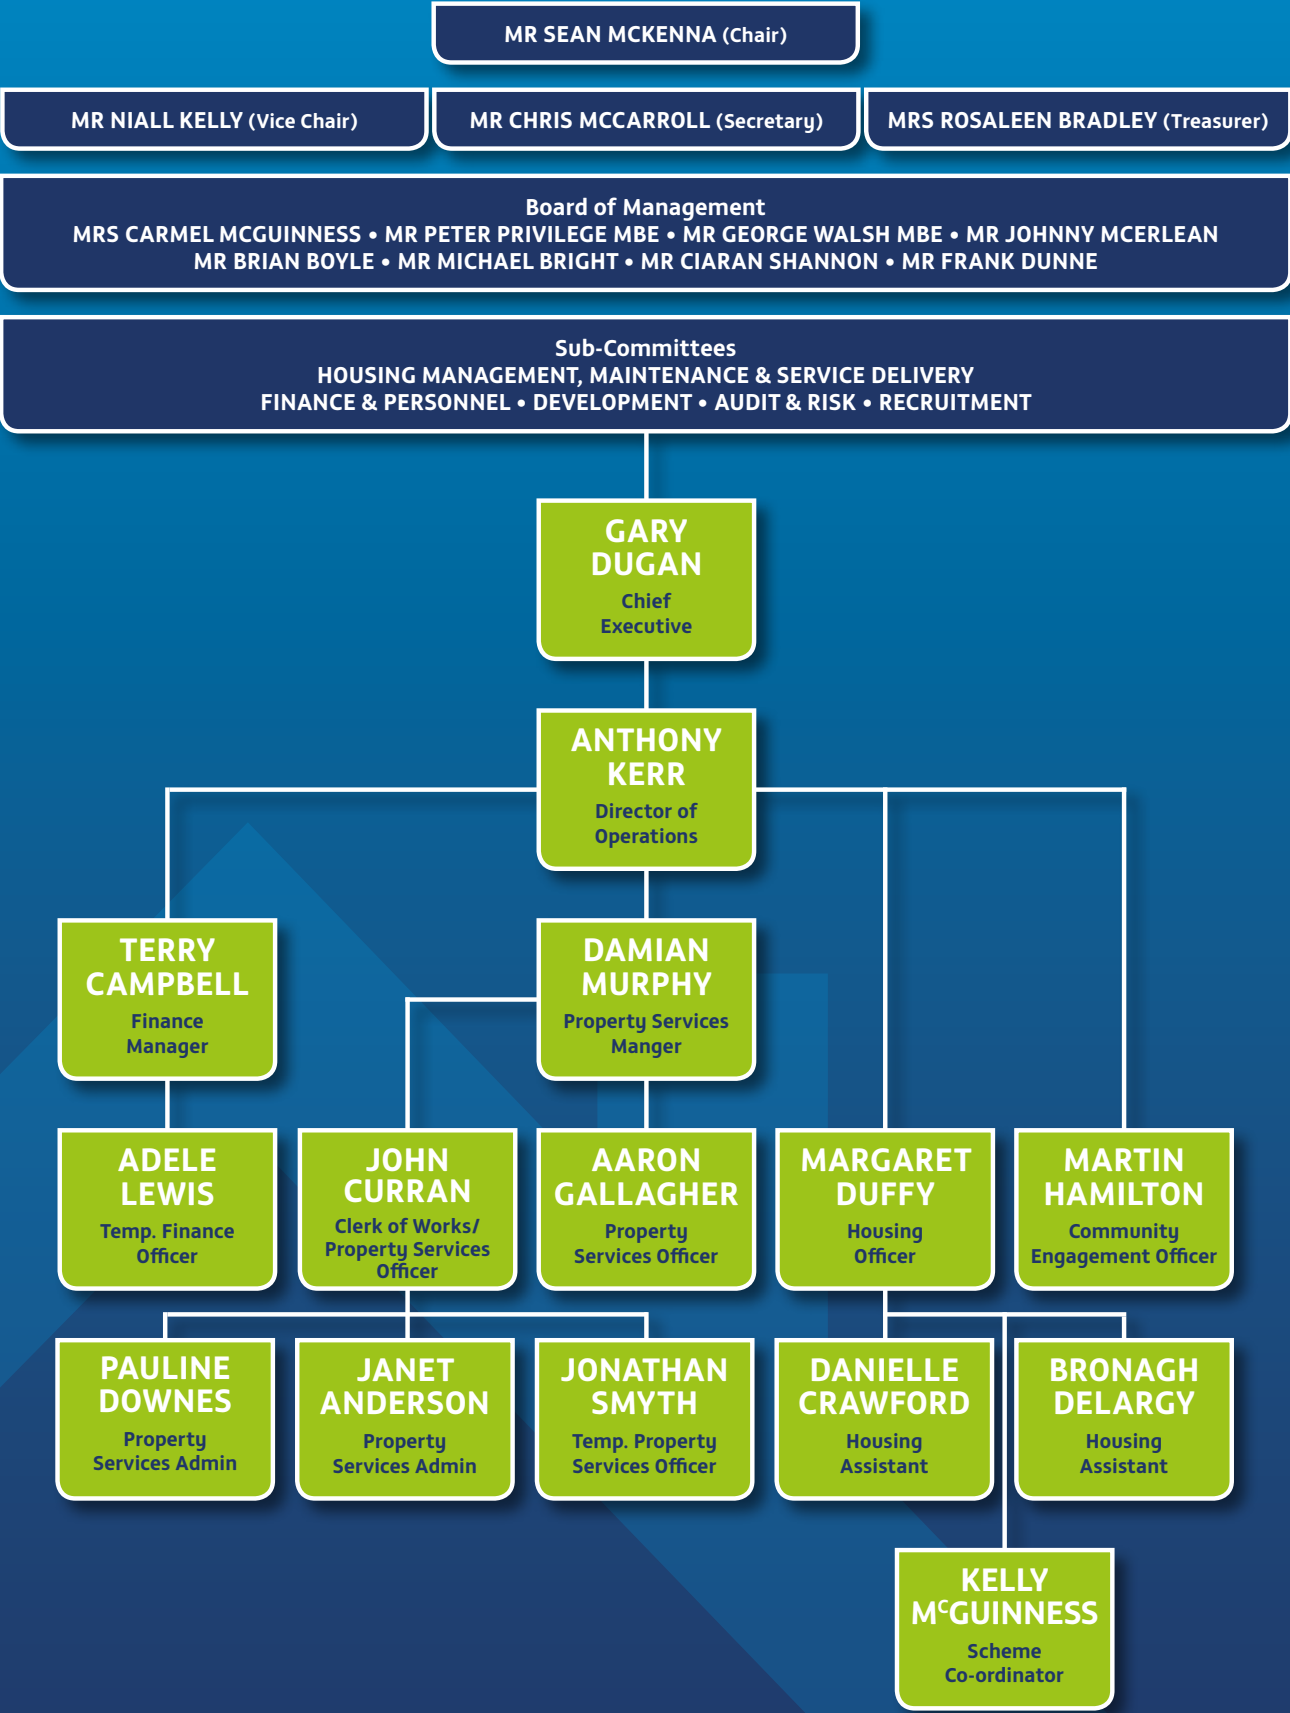 MR SEAN MCKENNA (Chair)
MR NIALL KELLY (Vice Chair)
MR CHRIS MCCARROLL (Secretary)
MRS ROSALEEN BRADLEY (Treasurer)
Board of Management
MRS CARMEL MCGUINNESS • MR PETER PRIVILEGE MBE • MR GEORGE WALSH MBE • MR JOHNNY MCERLEAN
MR BRIAN BOYLE • MR MICHAEL BRIGHT • MR CIARAN SHANNON • MR FRANK DUNNE
Sub-Committees
HOUSING MANAGEMENT, MAINTENANCE & SERVICE DELIVERY
FINANCE & PERSONNEL • DEVELOPMENT • AUDIT & RISK • RECRUITMENT
GARY
DUGAN
Chief
Executive
ANTHONY
KERR
Director of
Operations
TERRY
CAMPBELL
Finance
Manager
DAMIAN
MURPHY
Property Services
Manger
ADELE
LEWIS
Temp. Finance
Officer
JOHN
CURRAN
Clerk of Works/
Property Services
Officer
AARON
GALLAGHER
Property
Services Officer
MARGARET
DUFFY
Housing
Officer
MARTIN
HAMILTON
Community
Engagement Officer
PAULINE
DOWNES
Property
Services Admin
JANET
ANDERSON
Property
Services Admin
JONATHAN
SMYTH
Temp. Property
Services Officer
DANIELLE
CRAWFORD
Housing
Assistant
BRONAGH
DELARGY
Housing
Assistant
KELLY
MCGUINNESS
Scheme
Co-ordinator